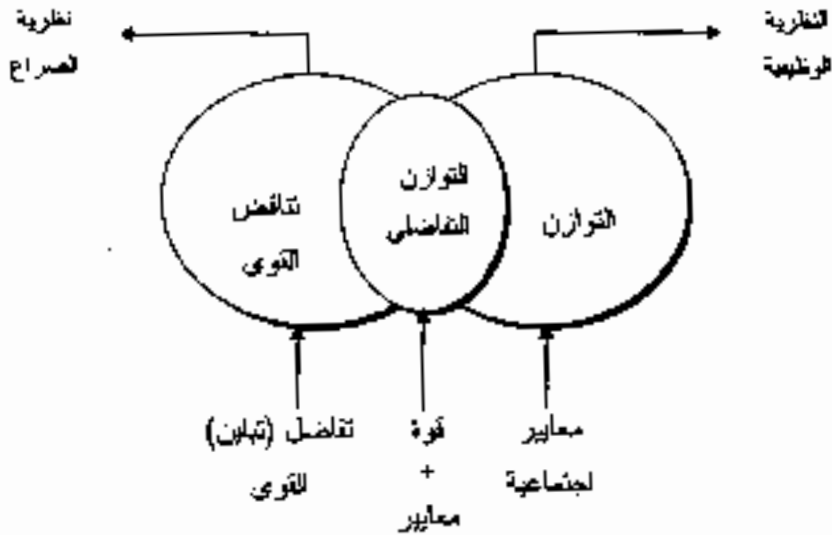 النظرية
الوظيفية
نظرية
الصراع
التوازن
التوازن
التفاضلي
تناقض
القوى
معايير
اجتماعية
قوة
+
معايير
تفاضل (تباين)
القوى